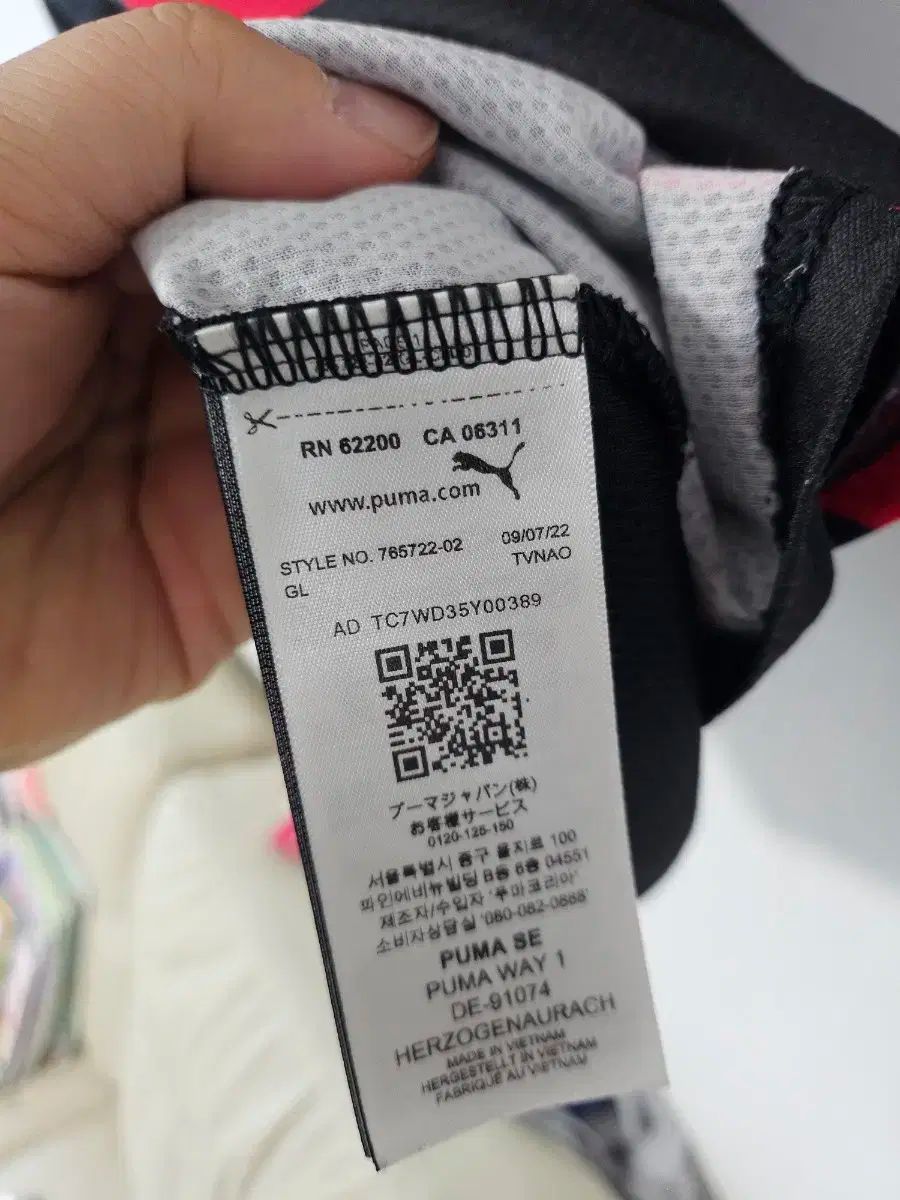 RN 62200 CA 06311
www.puma.com
STYLE NO. 765722-02 09/07/22
GL TVNAO
AD TC7WD35Y00389
プーマジャパン(株)
お客様サービス
0120-125-150
서울특별시 중구 을지로 100
파인에비뉴빌딩 B동 6층 04551
제조자/수입자 '푸마코리아'
소비자상담실 '080-082-0888'
PUMA SE
PUMA WAY 1
DE-91074
HERZOGENAURACH
MADE IN VIETNAM
HERGESTELLT IN VIETNAM
FABRIQUÉ AU VIETNAM